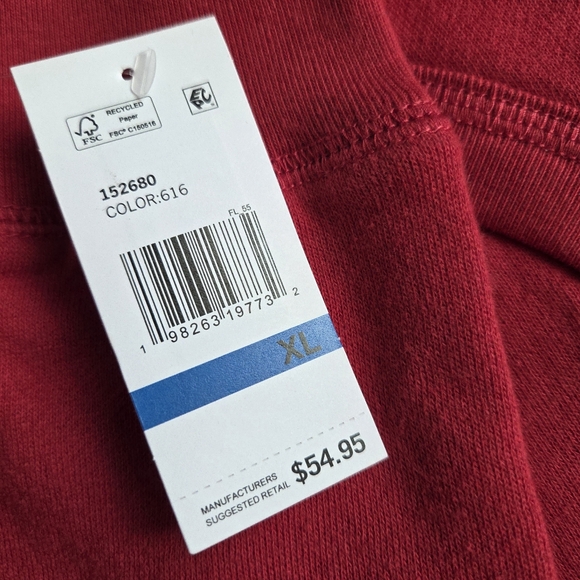 RECYCLED
Paper
FSC® C150516
FSC
152680
COLOR:616
FL 55
1 98263 19773 2
XL
MANUFACTURERS
SUGGESTED RETAIL $54.95